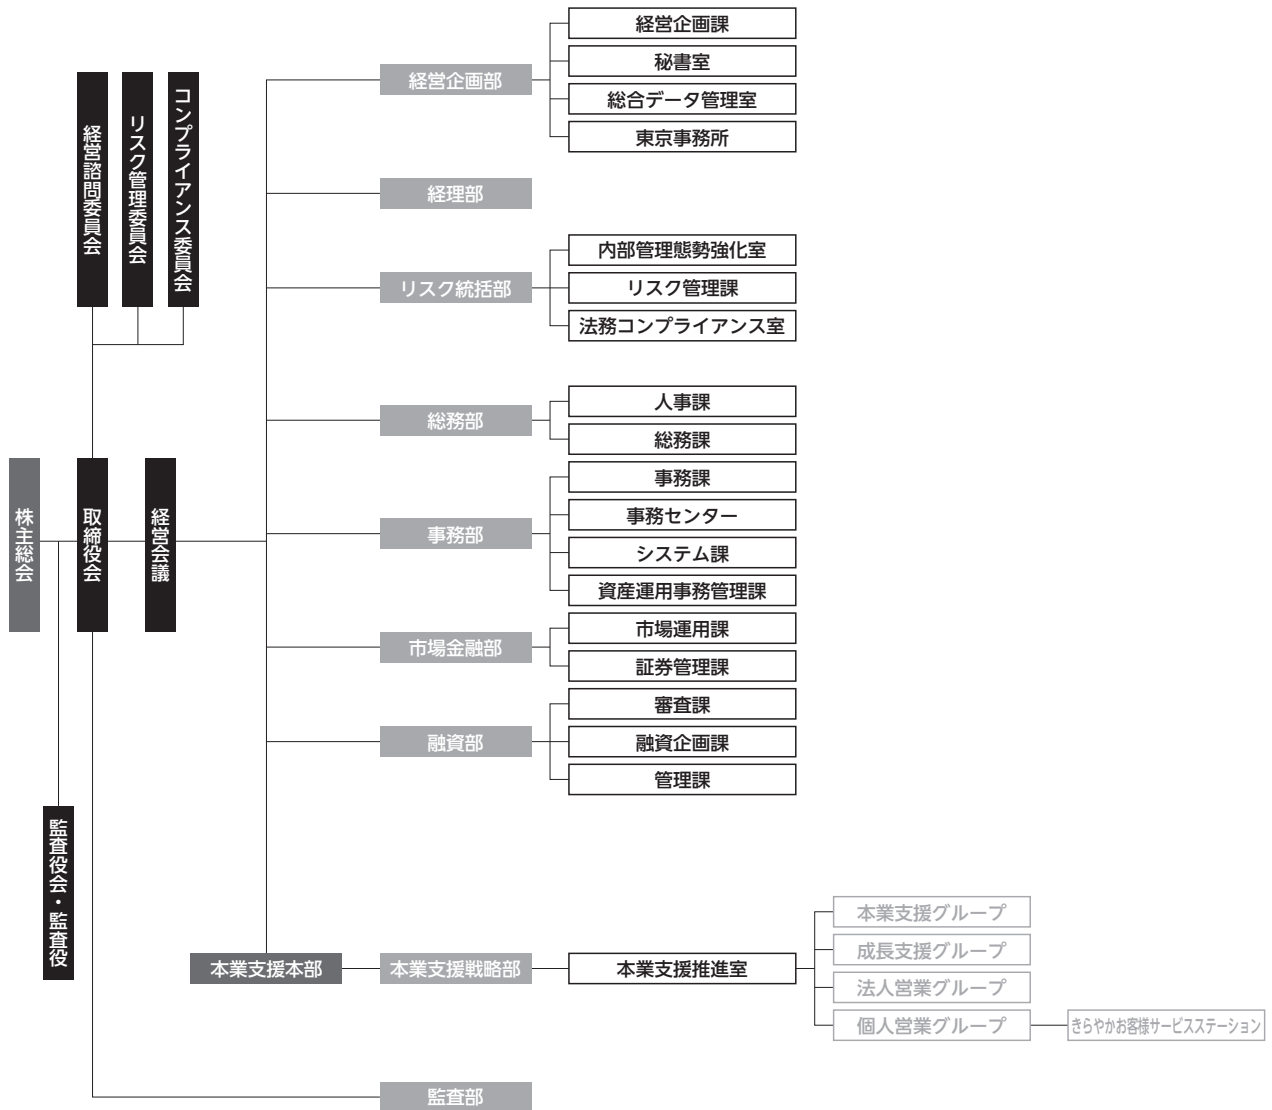 株主総会
監査役会・監査役
取締役会
経営諮問委員会
リスク管理委員会
コンプライアンス委員会
経営会議
経営企画部
経営企画課
秘書室
総合データ管理室
東京事務所
経理部
リスク統括部
内部管理態勢強化室
リスク管理課
法務コンプライアンス室
総務部
人事課
総務課
事務部
事務課
事務センター
システム課
資産運用事務管理課
市場金融部
市場運用課
証券管理課
融資部
審査課
融資企画課
管理課
本業支援本部
本業支援戦略部
本業支援推進室
本業支援グループ
成長支援グループ
法人営業グループ
個人営業グループ
きらやかお客様サービスステーション
監査部